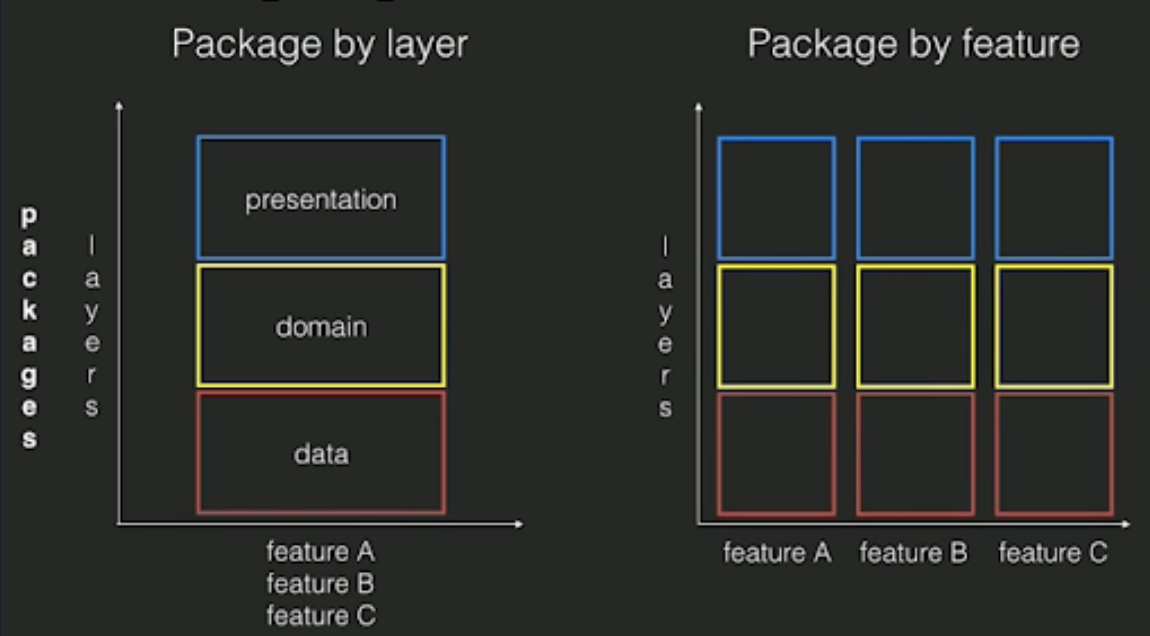 Package by layer
packages
layers
presentation
domain
data
feature A
feature B
feature C
Package by feature
layers
feature A
feature B
feature C